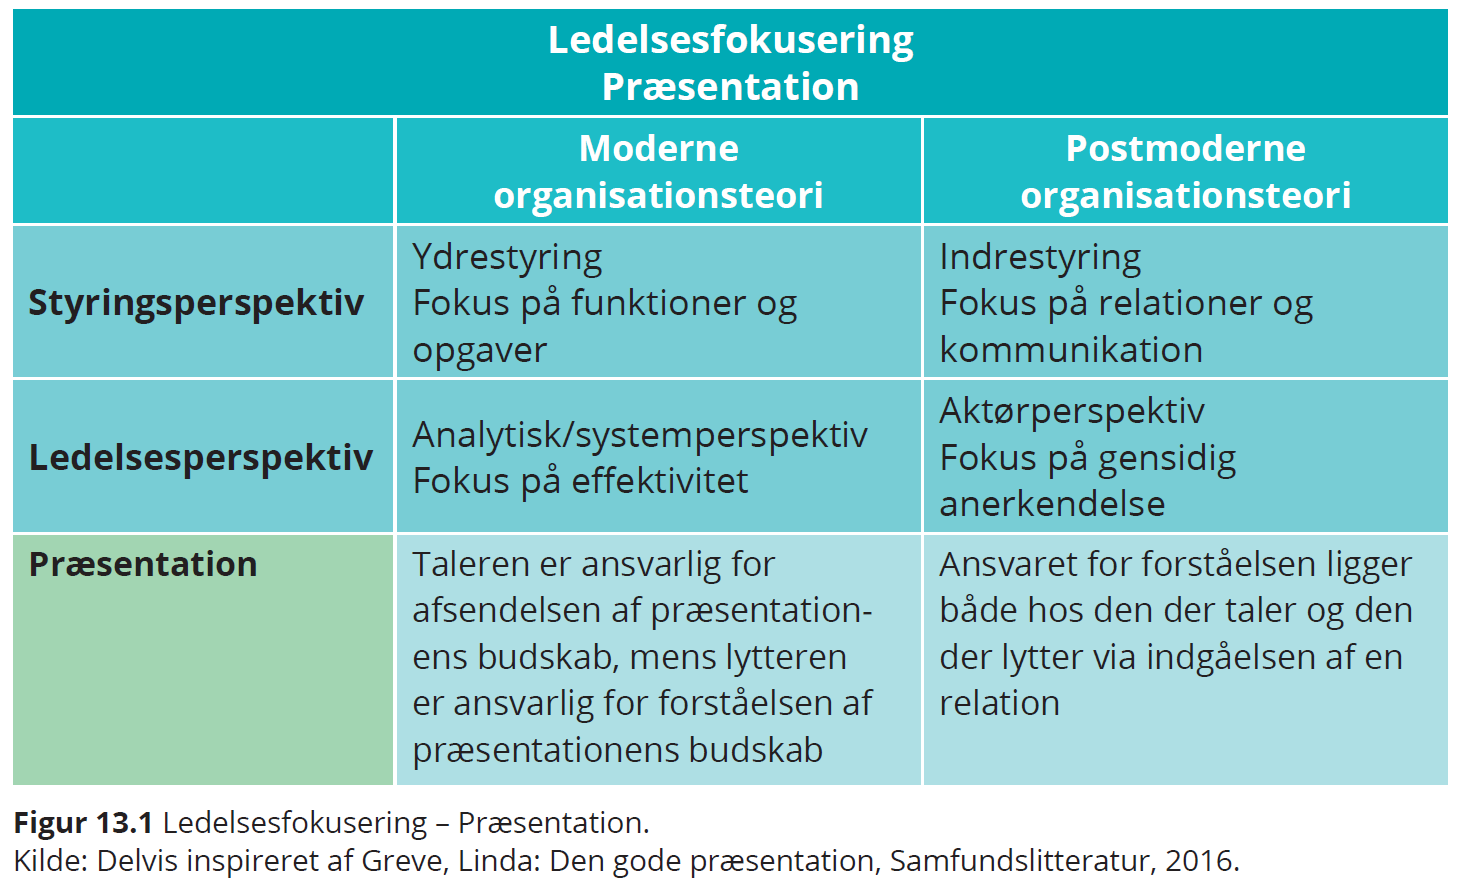 Ledelsesfokusering
Præsentation
Moderne
organisationsteori
Postmoderne
organisationsteori
Styringsperspektiv
Ydrestyring
Fokus på funktioner og
opgaver
Indrestyring
Fokus på relationer og
kommunikation
Ledelsesperspektiv
Analytisk/systemperspektiv
Fokus på effektivitet
Aktørperspektiv
Fokus på gensidig
anerkendelse
Præsentation
Taleren er ansvarlig for
afsendelsen af præsentation-
ens budskab, mens lytteren
er ansvarlig for forståelsen af
præsentationens budskab
Ansvaret for forståelsen ligger
både hos den der taler og den
der lytter via indgåelsen af en
relation
Figur 13.1 Ledelsesfokusering – Præsentation.
Kilde: Delvis inspireret af Greve, Linda: Den gode præsentation, Samfundslitteratur, 2016.